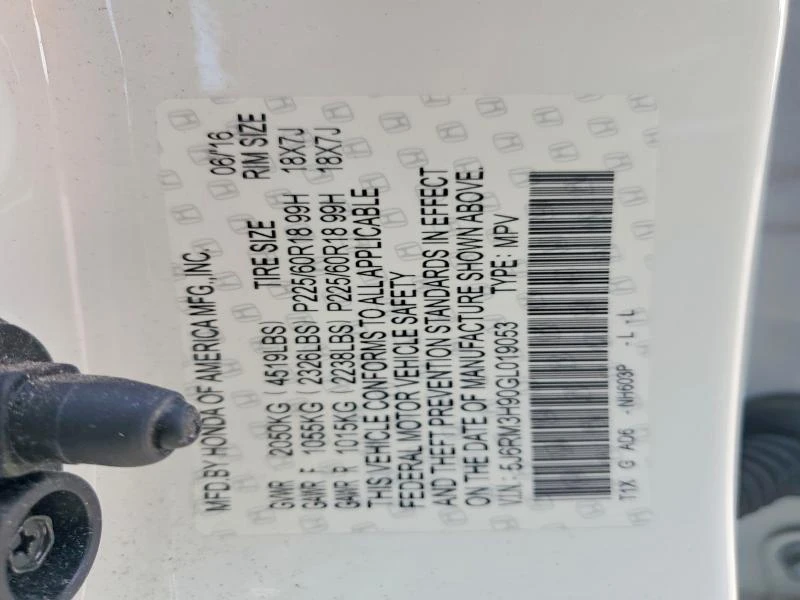 MFD.BY HONDA OF AMERICA MFG.,INC. 06/16
GVWR 2050KG (4519LBS) TIRE SIZE RIM SIZE
GAWR F 1055KG (2326LBS) P225/60R18 99H 18X7J
GAWR R 1015KG (2238LBS) P225/60R18 99H 18X7J
THIS VEHICLE CONFORMS TO ALL APPLICABLE
FEDERAL MOTOR VEHICLE SAFETY
AND THEFT PREVENTION STANDARDS IN EFFECT
ON THE DATE OF MANUFACTURE SHOWN ABOVE.
V.I.N.: 5J6RM3H90GL019053 TYPE: MPV
T1X G A06 -NH603P -L